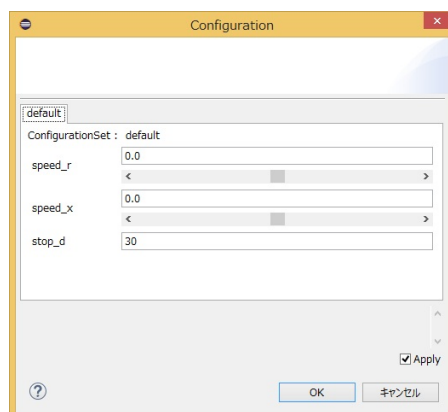 Configuration
default
ConfigurationSet : default
speed_r
0.0
speed_x
0.0
stop_d
30
Apply
OK
キャンセル